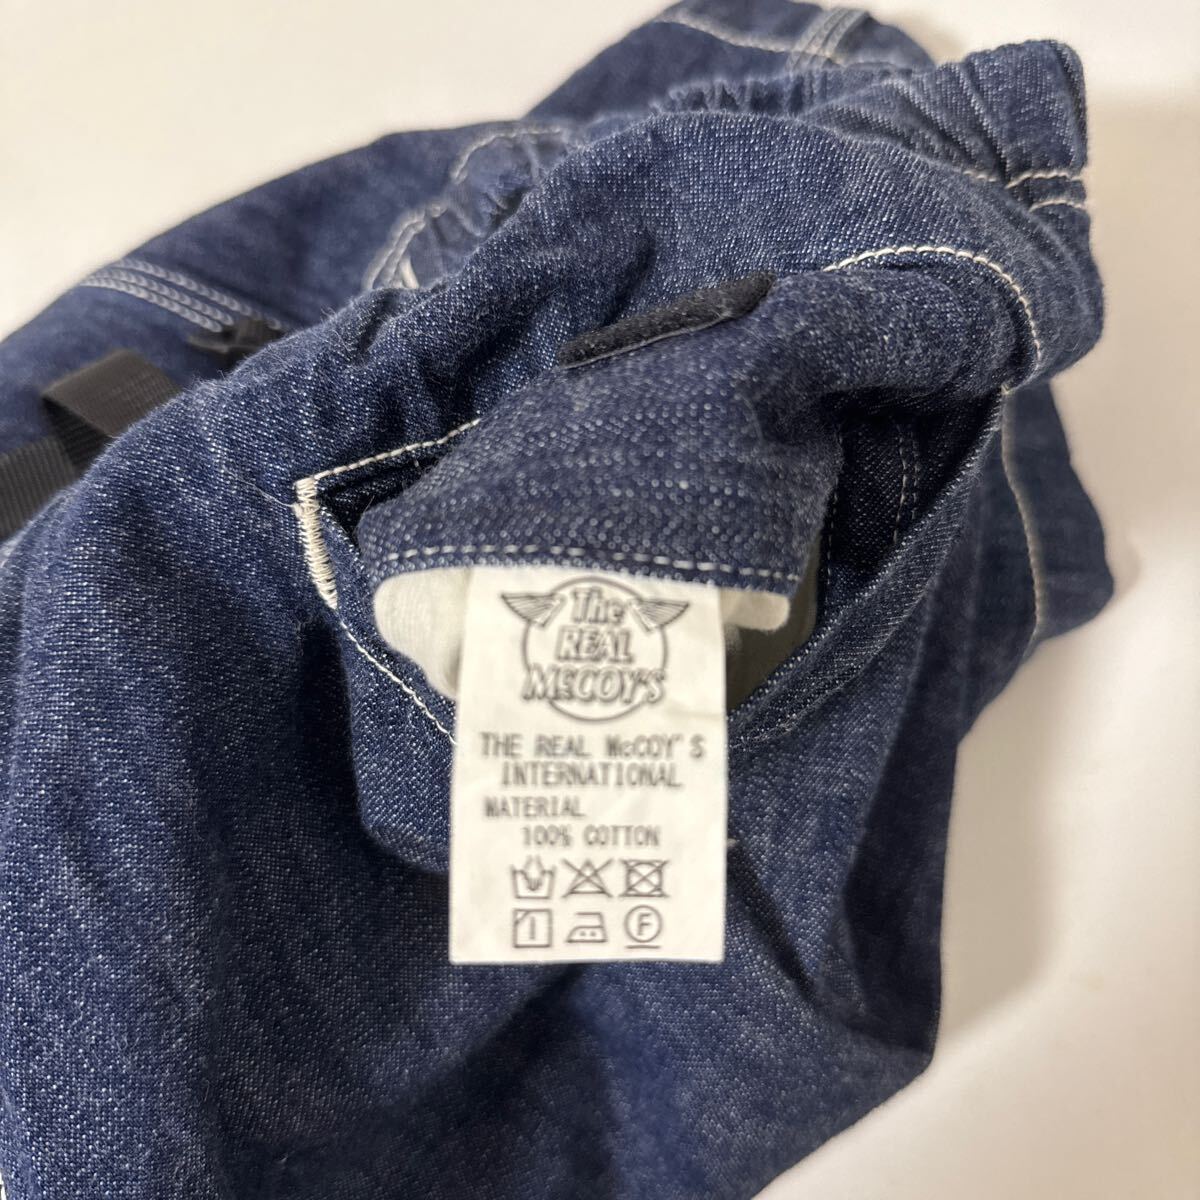 The
REAL
McCOY'S
THE REAL McCOY'S
INTERNATIONAL
MATERIAL
100% COTTON
F